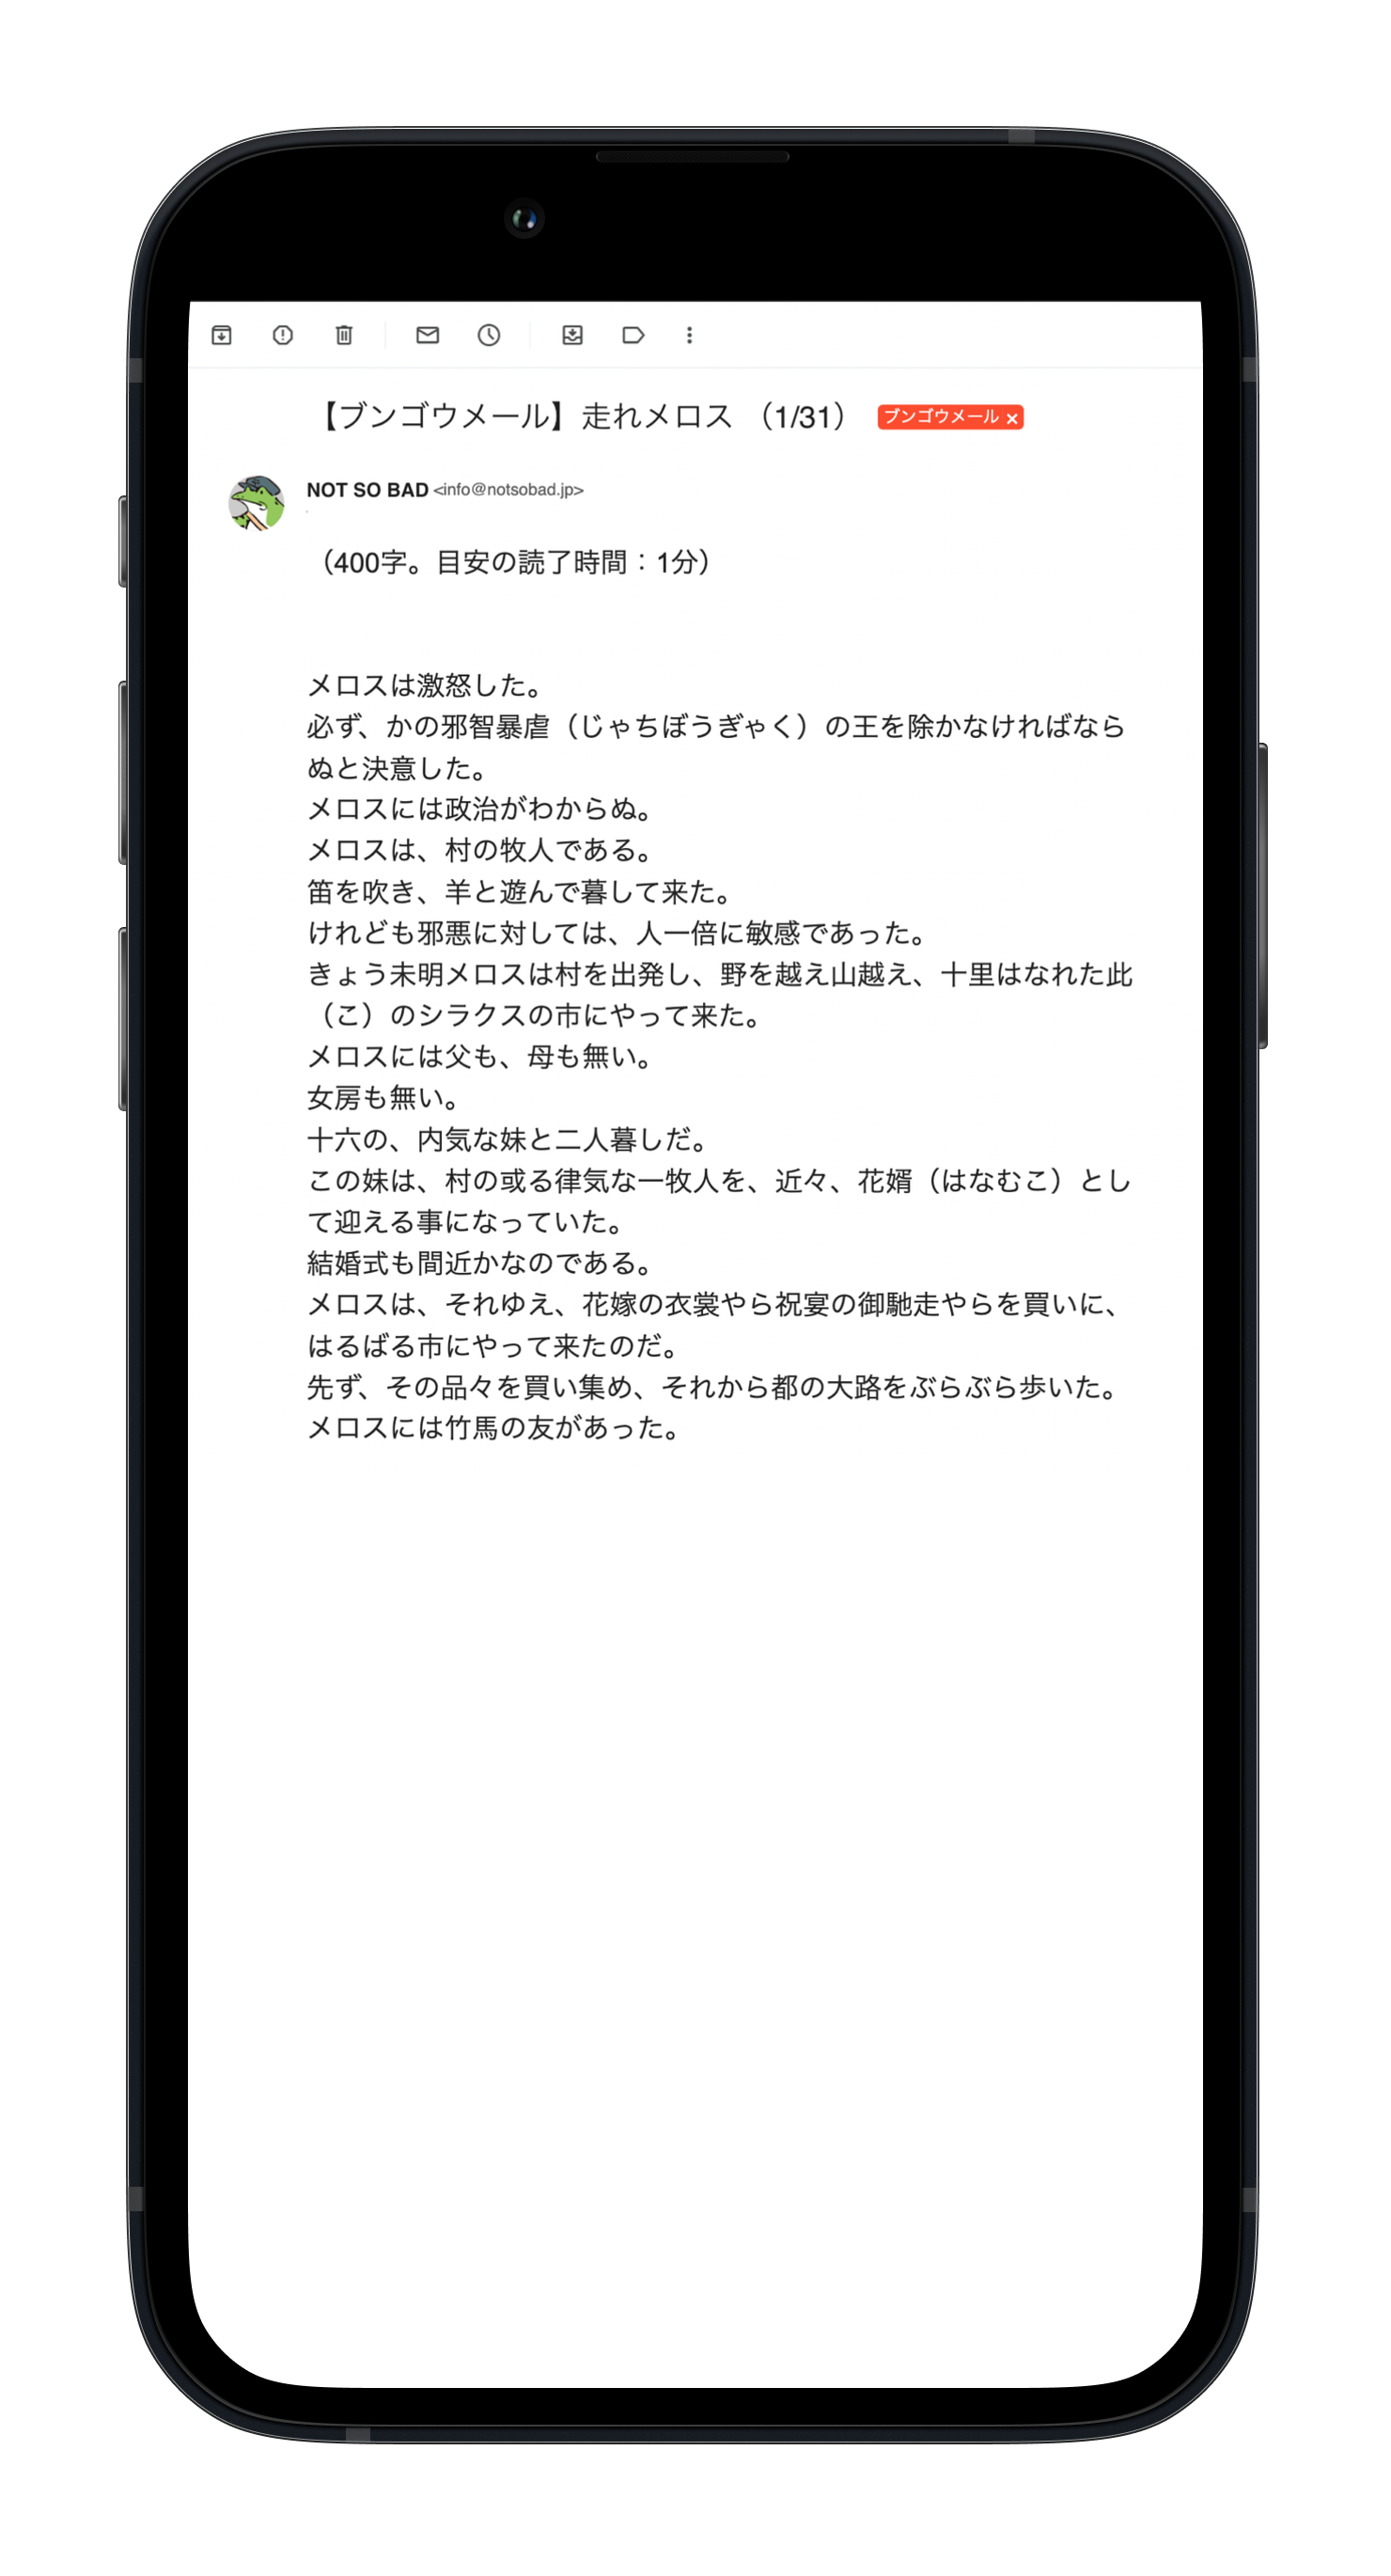 【ブンゴウメール】走れメロス （1/31） ブンゴウメール ×
NOT SO BAD <info@notsobad.jp>
（400字。目安の読了時間：1分）
メロスは激怒した。
必ず、かの邪智暴虐（じゃちぼうぎゃく）の王を除かなければなら
ぬと決意した。
メロスには政治がわからぬ。
メロスは、村の牧人である。
笛を吹き、羊と遊んで暮して来た。
けれども邪悪に対しては、人一倍に敏感であった。
きょう未明メロスは村を出発し、野を越え山越え、十里はなれた此
（こ）のシラクスの市にやって来た。
メロスには父も、母も無い。
女房も無い。
十六の、内気な妹と二人暮しだ。
この妹は、村の或る律気な一牧人を、近々、花婿（はなむこ）とし
て迎える事になっていた。
結婚式も間近かなのである。
メロスは、それゆえ、花嫁の衣裳やら祝宴の御馳走やらを買いに、
はるばる市にやって来たのだ。
先ず、その品々を買い集め、それから都の大路をぶらぶら歩いた。
メロスには竹馬の友があった。